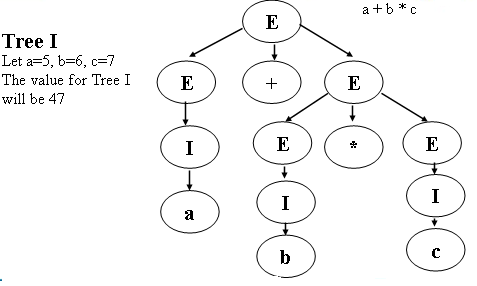 a + b * c
E
Tree I
Let a=5, b=6, c=7
The value for Tree I
will be 47
E + E
I E * E
a I I
b c